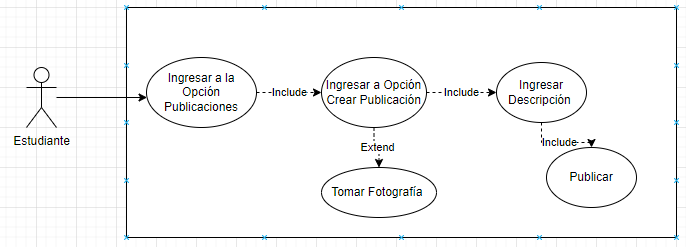 Estudiante
Ingresar a la
Opción
Publicaciones
Include
Ingresar a Opción
Crear Publicación
Include
Ingresar
Descripción
Extend
Include
Tomar Fotografía
Publicar